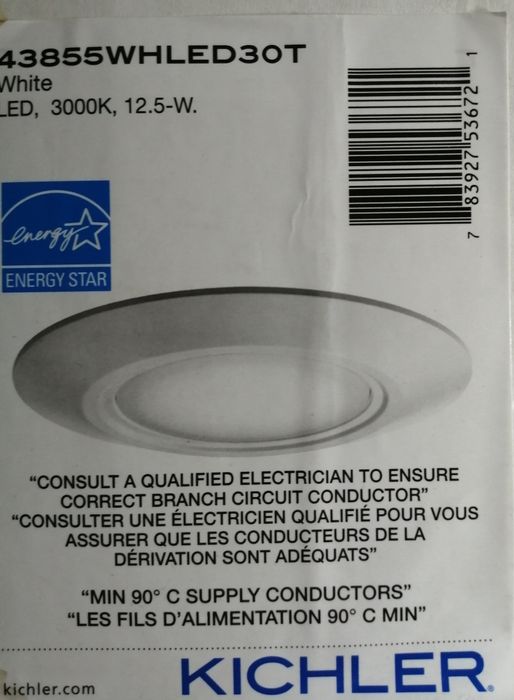 43855WHLED30T
White
LED, 3000K, 12.5-W.
7 83927 53672 1
energy
ENERGY STAR
“CONSULT A QUALIFIED ELECTRICIAN TO ENSURE
CORRECT BRANCH CIRCUIT CONDUCTOR”
“CONSULTER UNE ÉLECTRICIEN QUALIFIÉ POUR VOUS
ASSURER QUE LES CONDUCTEURS DE LA
DÉRIVATION SONT ADÉQUATS”
“MIN 90° C SUPPLY CONDUCTORS”
“LES FILS D’ALIMENTATION 90° C MIN”
kichler.com
KICHLER®